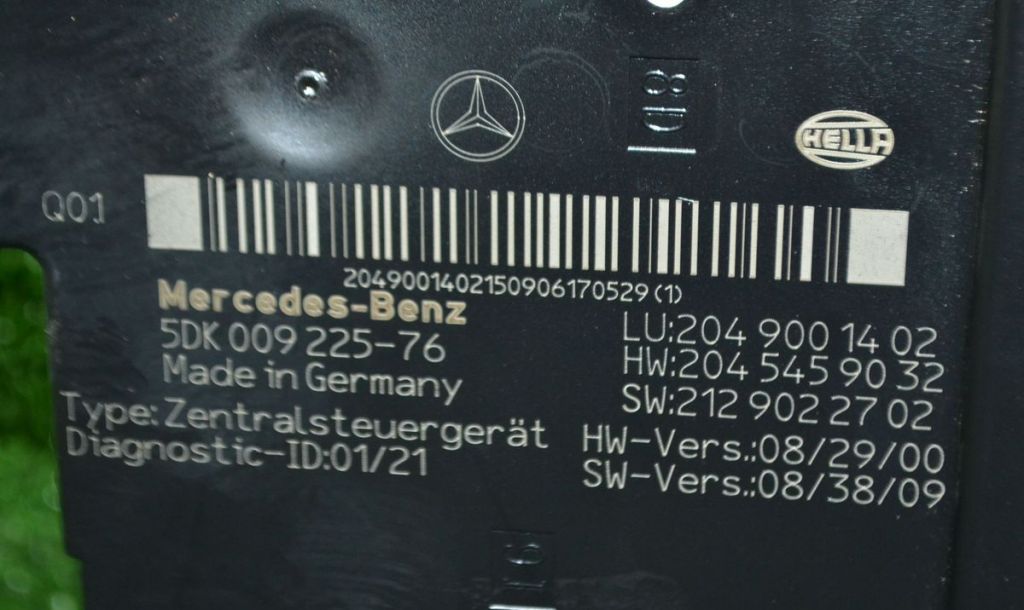 18
HELLA
Q01
2049001402150906170529(1)
Mercedes-Benz
5DK 009 225-76
Made in Germany
Type:Zentralsteuergerät
Diagnostic-ID:01/21
LU:204 900 14 02
HW:204 545 90 32
SW:212 902 27 02
HW-Vers.:08/29/00
SW-Vers.:08/38/09
16